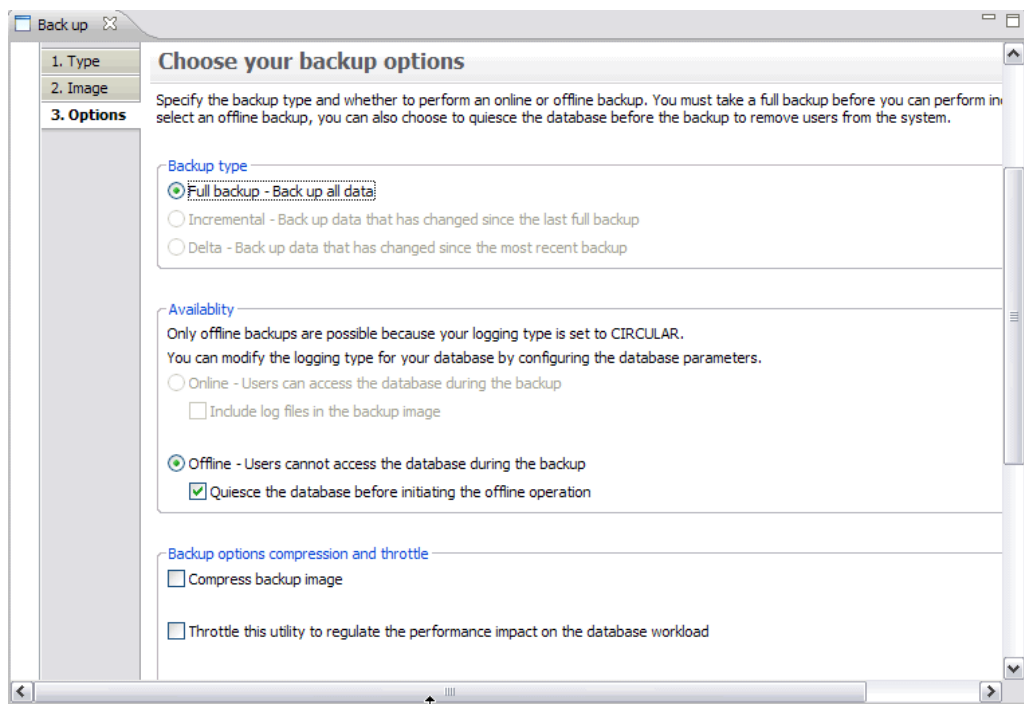 Back up
1. Type
2. Image
3. Options
Choose your backup options
Specify the backup type and whether to perform an online or offline backup. You must take a full backup before you can perform
select an offline backup, you can also choose to quiesce the database before the backup to remove users from the system.
Backup type
Full backup - Back up all data
Incremental - Back up data that has changed since the last full backup
Delta - Back up data that has changed since the most recent backup
Availablity
Only offline backups are possible because your logging type is set to CIRCULAR.
You can modify the logging type for your database by configuring the database parameters.
Online - Users can access the database during the backup
Include log files in the backup image
Offline - Users cannot access the database during the backup
Quiesce the database before initiating the offline operation
Backup options compression and throttle
Compress backup image
Throttle this utility to regulate the performance impact on the database workload